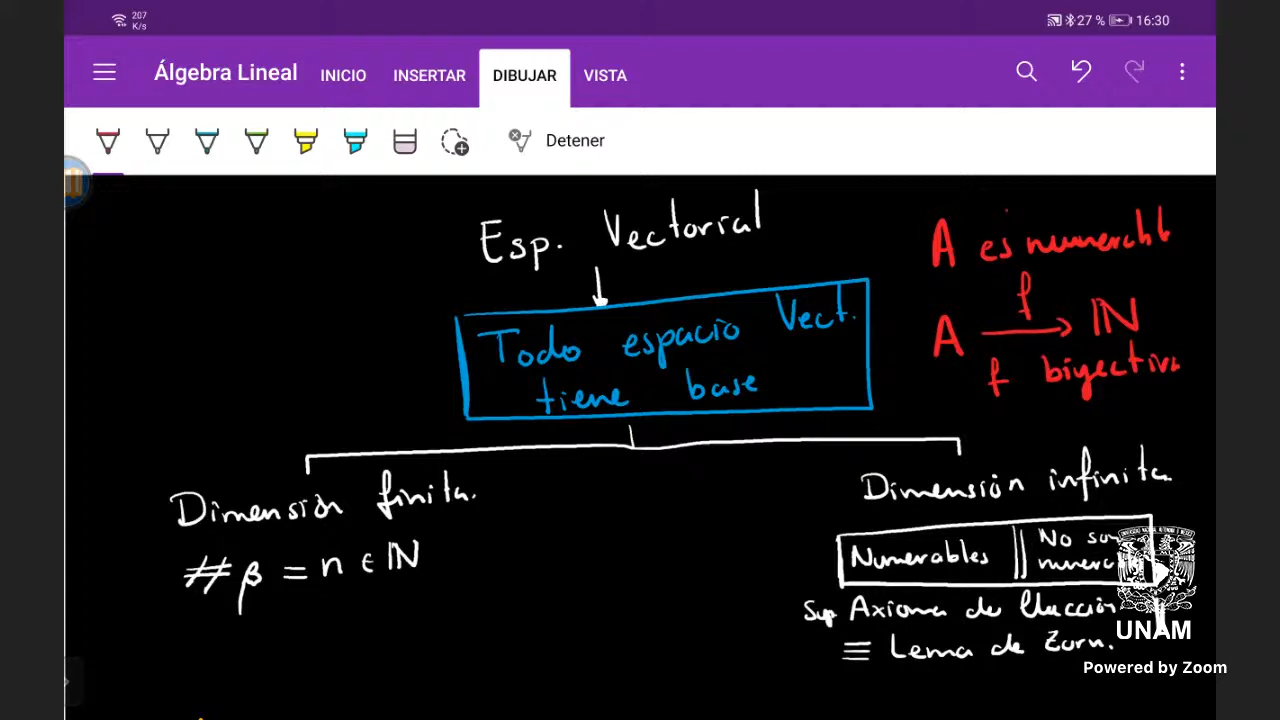 207
K/s
27 %
16:30
Álgebra Lineal
INICIO
INSERTAR
DIBUJAR
VISTA
Detener
Esp. Vectorial
Todo espacio Vect.
tiene base
A es numerabl
f
A → ℕ
f biyectiva
Dimensión finita.
#β = n ∈ ℕ
Dimensión infinita
Numerables || No son
numera
Sup Axioma de Elección
≡ Lema de Zorn.
UNAM
Powered by Zoom